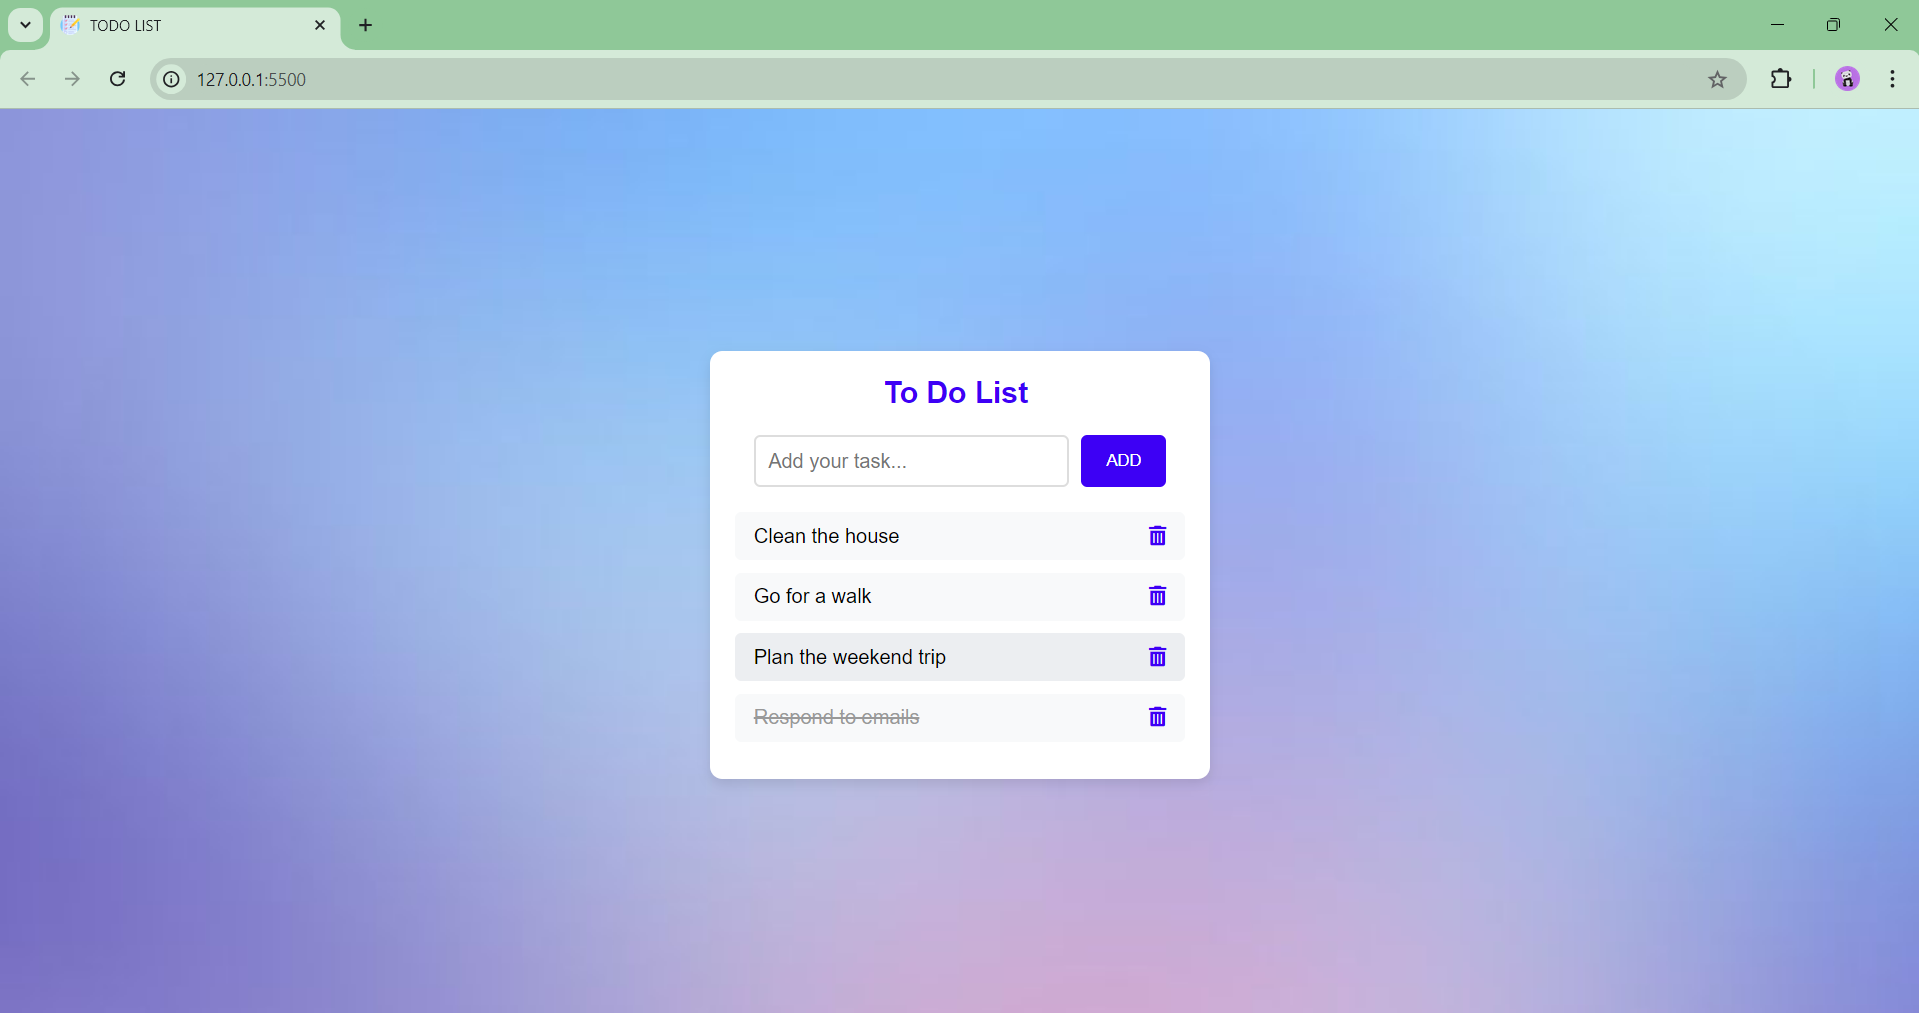 TODO LIST
127.0.0.1:5500
To Do List
Add your task...
ADD
Clean the house
Go for a walk
Plan the weekend trip
Respond to emails